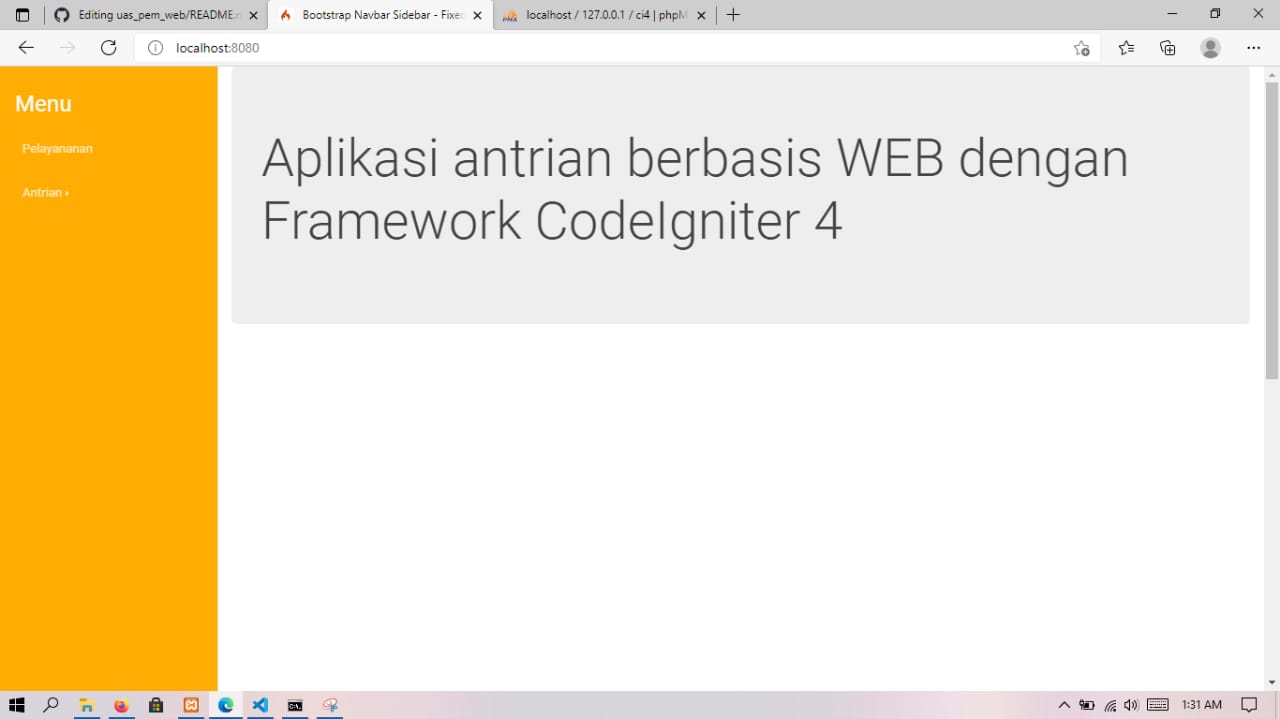 Editing uas_pem_web/README.n
Bootstrap Navbar Sidebar - Fixed
localhost / 127.0.0.1 / ci4 | phpM
localhost:8080
Menu
Pelayananan
Antrian
Aplikasi antrian berbasis WEB dengan
Framework CodeIgniter 4
1:31 AM